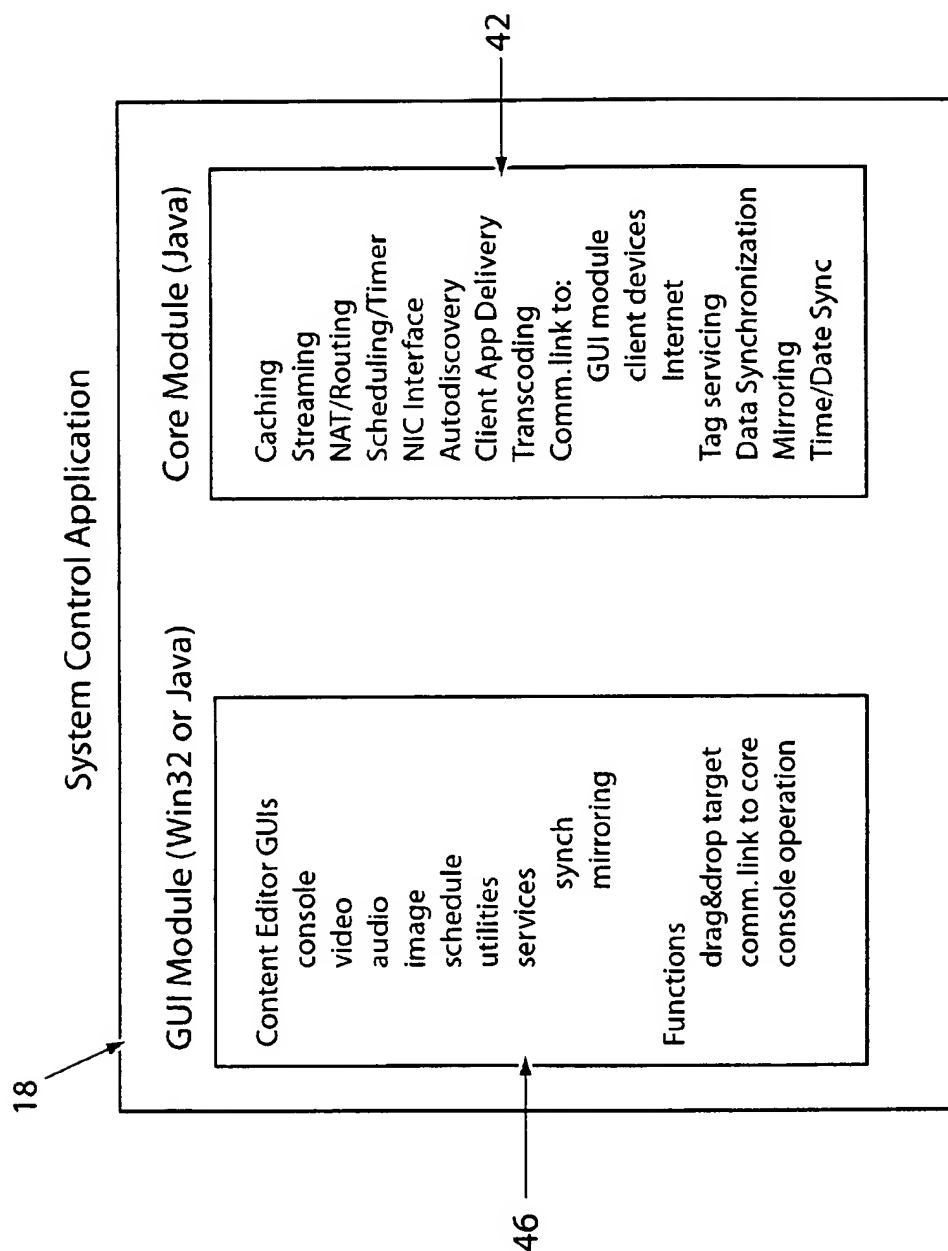 System Control Application
18
GUI Module (Win32 or Java)
Content Editor GUIs
console
video
audio
image
schedule
utilities
services
synch
mirroring
Functions
drag&drop target
comm. link to core
console operation
46
Core Module (Java)
Caching
Streaming
NAT/Routing
Scheduling/Timer
NIC Interface
Autodiscovery
Client App Delivery
Transcoding
Comm.link to:
GUI module
client devices
Internet
Tag servicing
Data Synchronization
Mirroring
Time/Date Sync
42